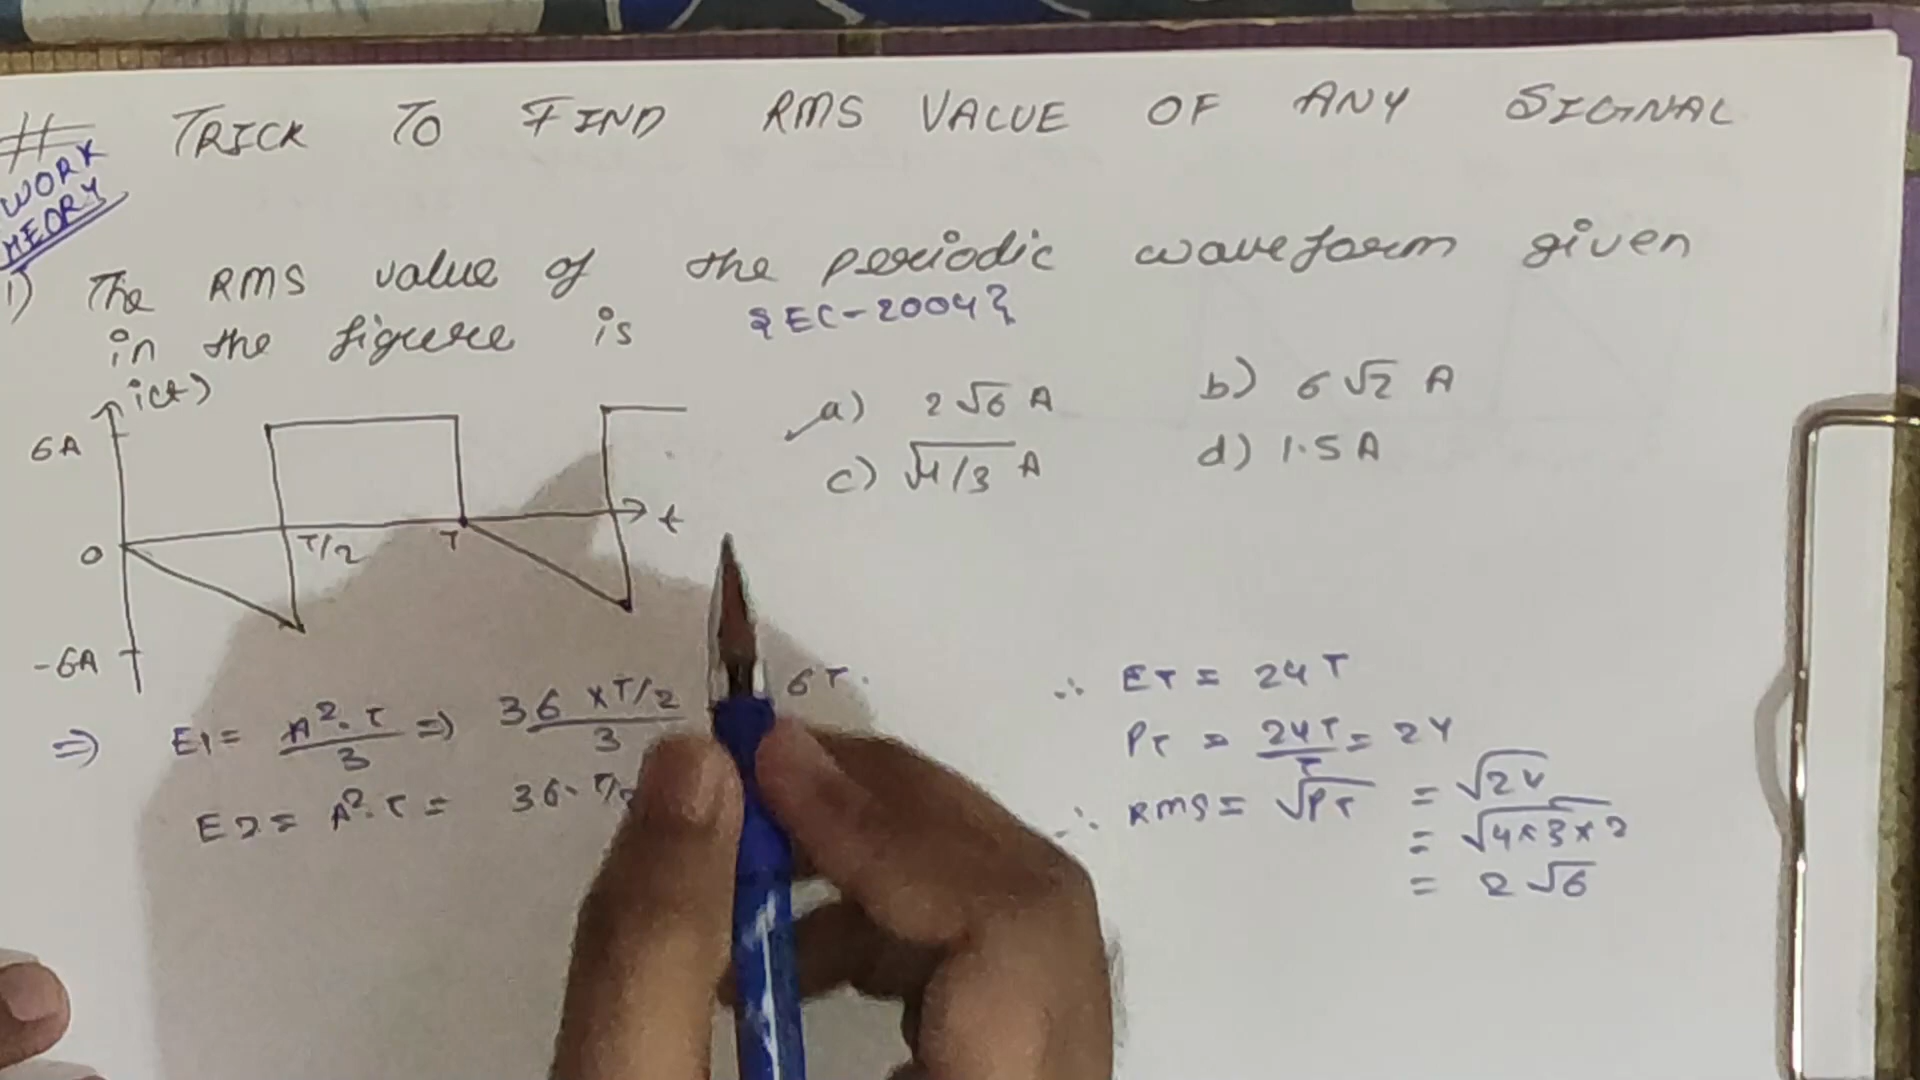 # TRICK TO FIND RMS VALUE OF ANY SIGNAL
WORK
HEORY
1) The RMS value of the periodic waveform given
in the figure is {EC-2004}
i(t)
6A
0
-6A
T/2
T
t
a) 2√6 A
b) 6√2 A
c) √4/3 A
d) 1.5 A
⇒ E1 = A².τ/3 ⇒ 36 × T/2 / 3 6T.
E2 = A².τ = 36. T/2
∴ ET = 24T
PT = 24T/T = 24
∴ RMS = √PT = √24
= √4×3×2
= 2√6